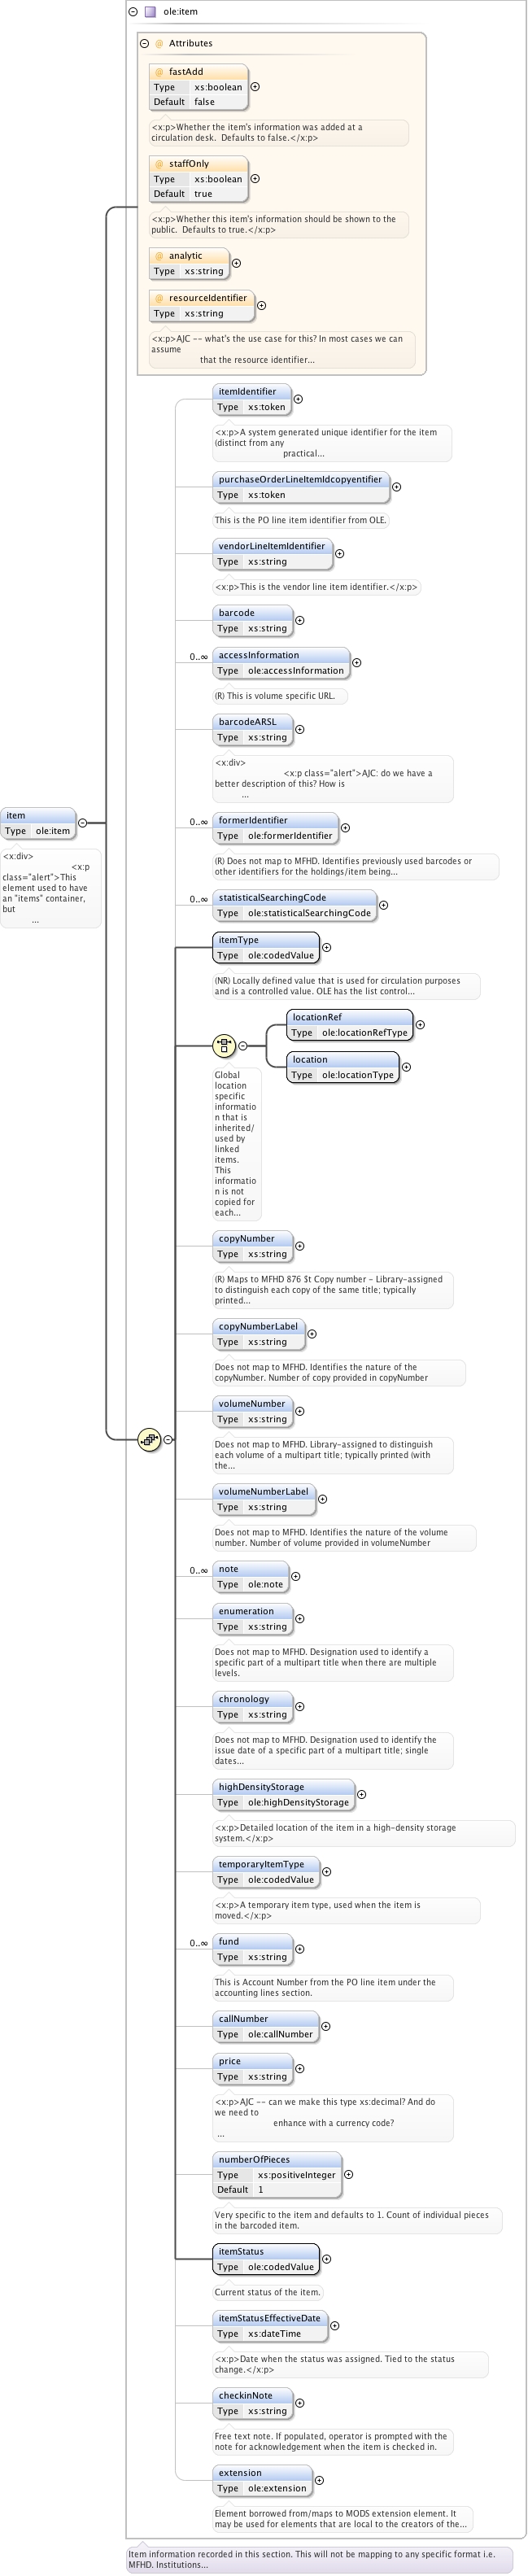 ole:item
@ Attributes
@ fastAdd
Type xs:boolean
Default false
<x:p>Whether the item's information was added at a
circulation desk. Defaults to false.</x:p>
@ staffOnly
Type xs:boolean
Default true
<x:p>Whether this item's information should be shown to the
public. Defaults to true.</x:p>
@ analytic
Type xs:string
@ resourceIdentifier
Type xs:string
<x:p>AJC -- what's the use case for this? In most cases we can
assume
that the resource identifier...
itemIdentifier
Type xs:token
<x:p>A system generated unique identifier for the item
(distinct from any
practical...
purchaseOrderLineItemIdcopyentifier
Type xs:token
This is the PO line item identifier from OLE.
vendorLineItemIdentifier
Type xs:string
<x:p>This is the vendor line item identifier.</x:p>
barcode
Type xs:string
0..∞
accessInformation
Type ole:accessInformation
(R) This is volume specific URL.
barcodeARSL
Type xs:string
<x:div>
<x:p class="alert">AJC: do we have a
better description of this? How is
...
item
Type ole:item
<x:div>
<x:p
class="alert">This
element used to have
an "items" container,
but
...
0..∞
formerIdentifier
Type ole:formerIdentifier
(R) Does not map to MFHD. Identifies previously used barcodes or
other identifiers for the holdings/item being...
0..∞
statisticalSearchingCode
Type ole:statisticalSearchingCode
itemType
Type ole:codedValue
(NR) Locally defined value that is used for circulation purposes
and is a controlled value. OLE has the list control...
locationRef
Type ole:locationRefType
location
Type ole:locationType
Global
location
specific
informatio
n that is
inherited/
used by
linked
items.
This
informatio
n is not
copied for
each...
copyNumber
Type xs:string
(R) Maps to MFHD 876 $t Copy number - Library-assigned
to distinguish each copy of the same title; typically
printed...
copyNumberLabel
Type xs:string
Does not map to MFHD. Identifies the nature of the
copyNumber. Number of copy provided in copyNumber
volumeNumber
Type xs:string
Does not map to MFHD. Library-assigned to distinguish
each volume of a multipart title; typically printed (with
the...
volumeNumberLabel
Type xs:string
Does not map to MFHD. Identifies the nature of the volume
number. Number of volume provided in volumeNumber
0..∞
note
Type ole:note
enumeration
Type xs:string
Does not map to MFHD. Designation used to identify a
specific part of a multipart title when there are multiple
levels.
chronology
Type xs:string
Does not map to MFHD. Designation used to identify the
issue date of a specific part of a multipart title; single
dates...
highDensityStorage
Type ole:highDensityStorage
<x:p>Detailed location of the item in a high-density storage
system.</x:p>
temporaryItemType
Type ole:codedValue
<x:p>A temporary item type, used when the item is
moved.</x:p>
0..∞
fund
Type xs:string
This is Account Number from the PO line item under the
accounting lines section.
callNumber
Type ole:callNumber
price
Type xs:string
<x:p>AJC -- can we make this type xs:decimal? And do
we need to
enhance with a currency code?
...
numberOfPieces
Type xs:positiveInteger
Default 1
Very specific to the item and defaults to 1. Count of individual pieces
in the barcoded item.
itemStatus
Type ole:codedValue
Current status of the item.
itemStatusEffectiveDate
Type xs:dateTime
<x:p>Date when the status was assigned. Tied to the status
change.</x:p>
checkinNote
Type xs:string
Free text note. If populated, operator is prompted with the
note for acknowledgement when the item is checked in.
extension
Type ole:extension
Element borrowed from/maps to MODS extension element. It
may be used for elements that are local to the creators of the...
Item information recorded in this section. This will not be mapping to any specific format i.e.
MFHD. Institutions...